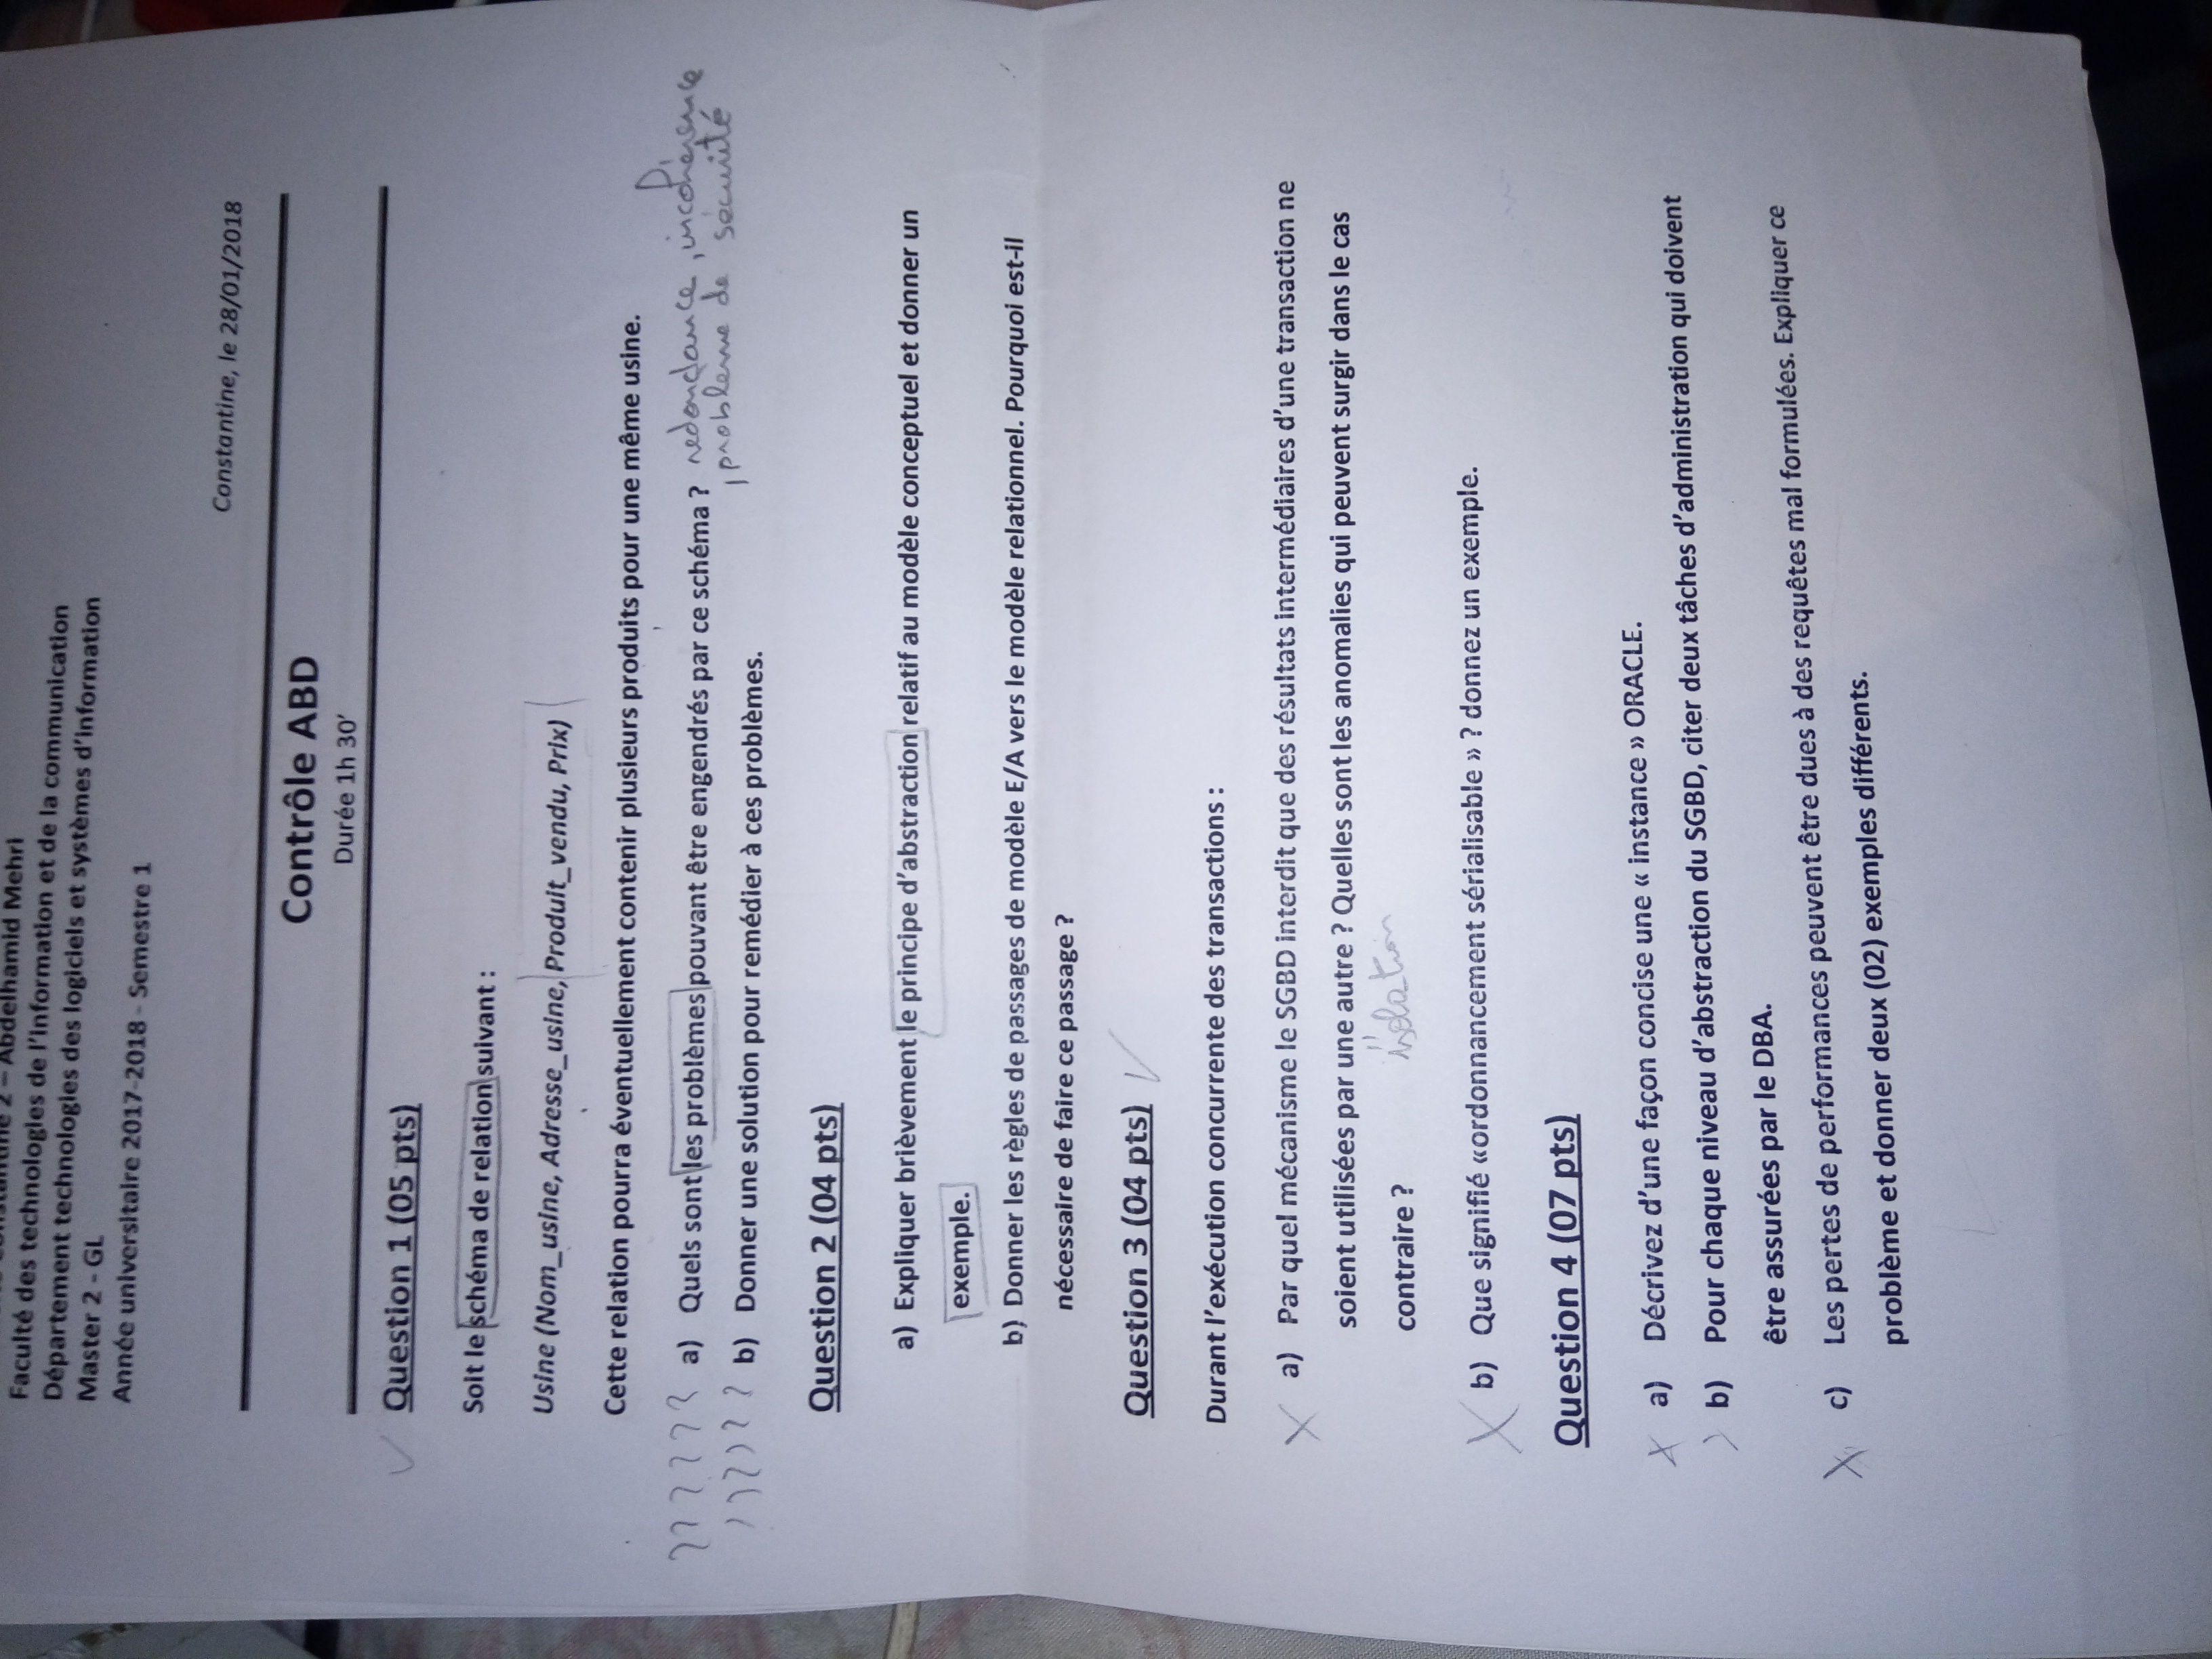 2 – Abdelhamid Mehri
Faculté des technologies de l'information et de la communication
Département technologies des logiciels et systèmes d'information
Master 2 - GL
Année universitaire 2017-2018 - Semestre 1
Constantine, le 28/01/2018
Contrôle ABD
Durée 1h 30'
Question 1 (05 pts)
Soit le schéma de relation suivant :
Usine (Nom_usine, Adresse_usine, Produit_vendu, Prix)
Cette relation pourra éventuellement contenir plusieurs produits pour une même usine.
?????? a) Quels sont les problèmes pouvant être engendrés par ce schéma ? redondance, incohérence
, probleme de sécurité
?????? b) Donner une solution pour remédier à ces problèmes.
Question 2 (04 pts)
a) Expliquer brièvement le principe d'abstraction relatif au modèle conceptuel et donner un
exemple.
b) Donner les règles de passages de modèle E/A vers le modèle relationnel. Pourquoi est-il
nécessaire de faire ce passage ?
Question 3 (04 pts)
Durant l'exécution concurrente des transactions :
a) Par quel mécanisme le SGBD interdit que des résultats intermédiaires d'une transaction ne
soient utilisées par une autre ? Quelles sont les anomalies qui peuvent surgir dans le cas
contraire ? isolation
b) Que signifié «ordonnancement sérialisable » ? donnez un exemple.
Question 4 (07 pts)
a) Décrivez d'une façon concise une « instance » ORACLE.
b) Pour chaque niveau d'abstraction du SGBD, citer deux tâches d'administration qui doivent
être assurées par le DBA.
c) Les pertes de performances peuvent être dues à des requêtes mal formulées. Expliquer ce
problème et donner deux (02) exemples différents.